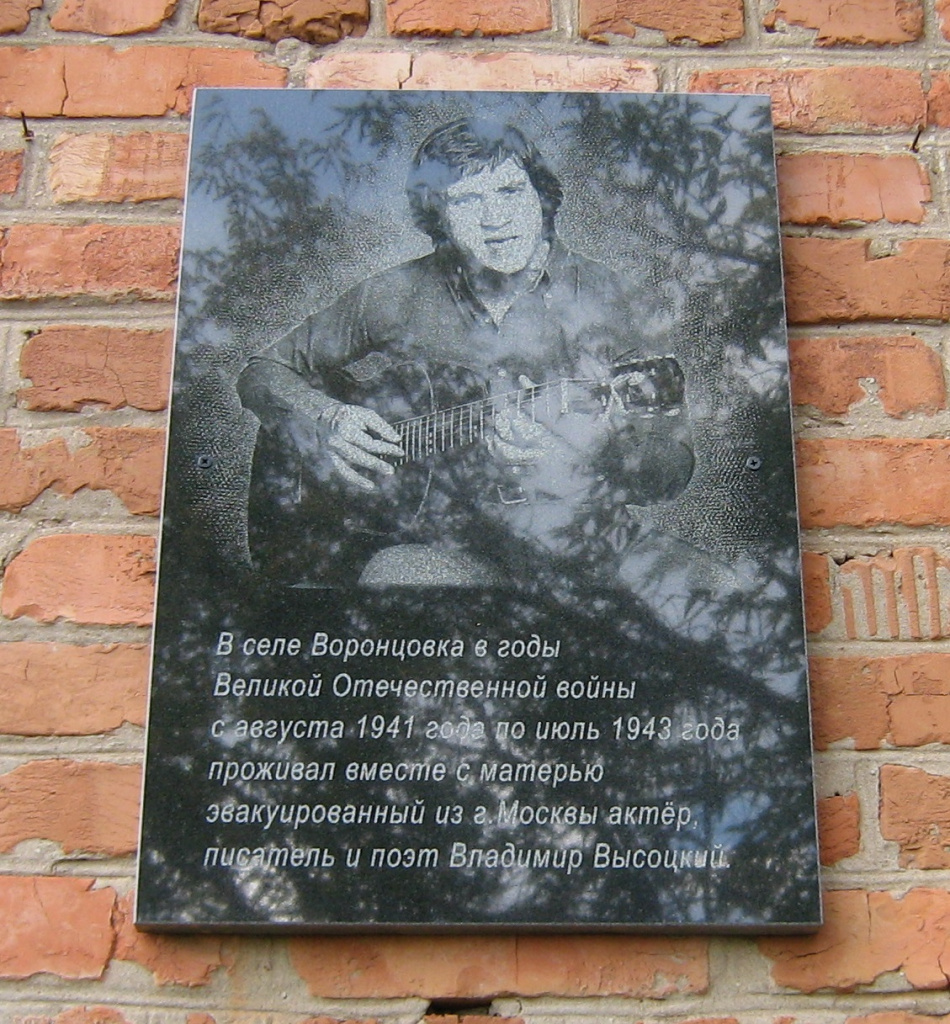 В селе Воронцовка в годы
Великой Отечественной войны
с августа 1941 года по июль 1943 года
проживал вместе с матерью
эвакуированный из г.Москвы актёр,
писатель и поэт Владимир Высоцкий.